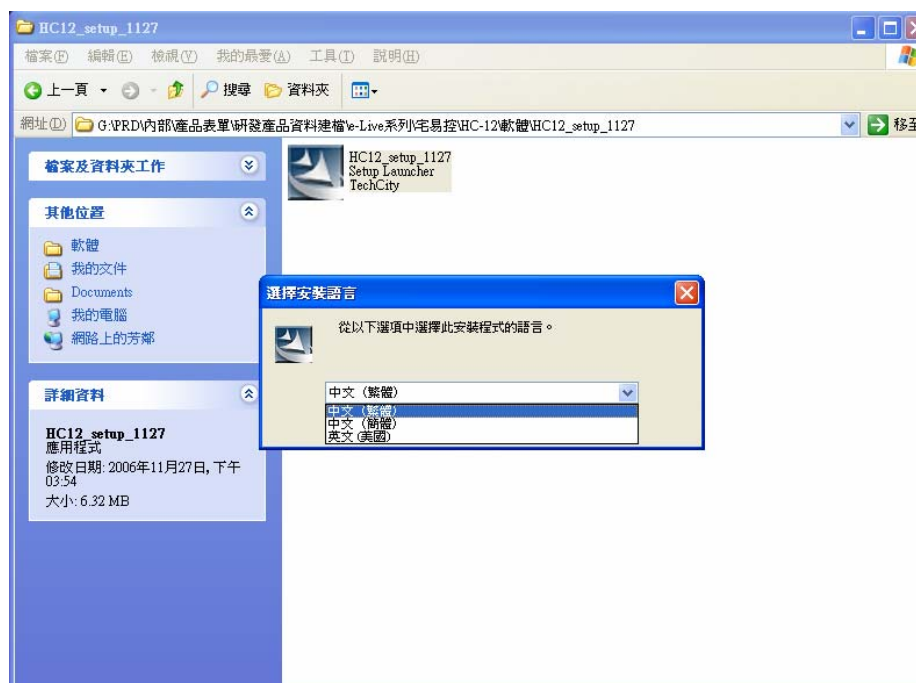 HC12_setup_1127
檔案(F) 編輯(E) 檢視(V) 我的最愛(A) 工具(T) 說明(H)
上一頁 搜尋 資料夾
網址(D) G:\PRD\內部\產品表單\研發產品資料建檔\e-Live系列\宅易控\HC-12\軟體\HC12_setup_1127 移至
檔案及資料夾工作
其他位置
軟體
我的文件
Documents
我的電腦
網路上的芳鄰
詳細資料
HC12_setup_1127
應用程式
修改日期: 2006年11月27日, 下午
03:54
大小: 6.32 MB
HC12_setup_1127
Setup Launcher
TechCity
選擇安裝語言
從以下選項中選擇此安裝程式的語言。
中文 (繁體)
中文 (繁體)
中文 (簡體)
英文 (美國)